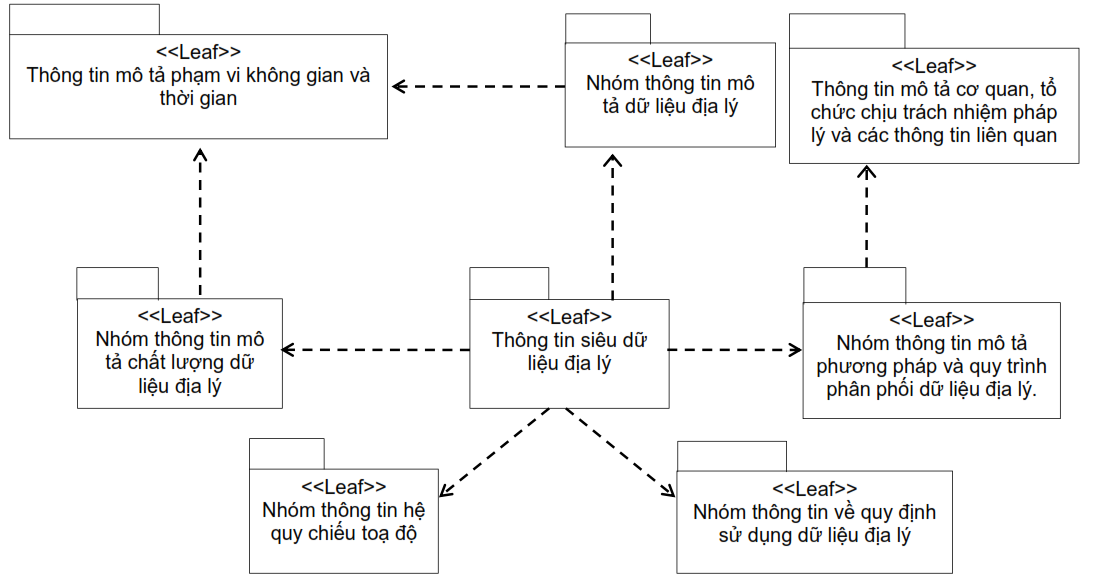 <<Leaf>>
Thông tin mô tả phạm vi không gian và
thời gian
<<Leaf>>
Nhóm thông tin mô
tả dữ liệu địa lý
<<Leaf>>
Thông tin mô tả cơ quan, tổ
chức chịu trách nhiệm pháp
lý và các thông tin liên quan
<<Leaf>>
Nhóm thông tin mô
tả chất lượng dữ
liệu địa lý
<<Leaf>>
Thông tin siêu dữ
liệu địa lý
<<Leaf>>
Nhóm thông tin mô tả
phương pháp và quy trình
phân phối dữ liệu địa lý.
<<Leaf>>
Nhóm thông tin hệ
quy chiếu toạ độ
<<Leaf>>
Nhóm thông tin về quy định
sử dụng dữ liệu địa lý